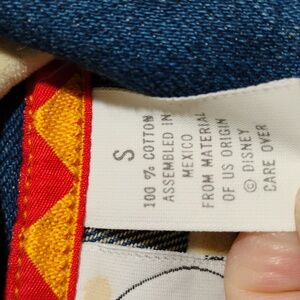 S
100 % COTTON
ASSEMBLED IN
MEXICO
FROM MATERIAL
OF US ORIGIN
© DISNEY
CARE OVER